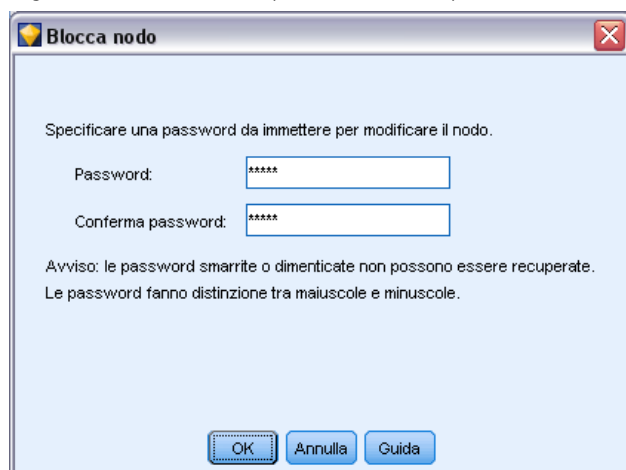 Blocca nodo
Specificare una password da immettere per modificare il nodo.
Password: *****
Conferma password: *****
Avviso: le password smarrite o dimenticate non possono essere recuperate.
Le password fanno distinzione tra maiuscole e minuscole.
OK Annulla Guida